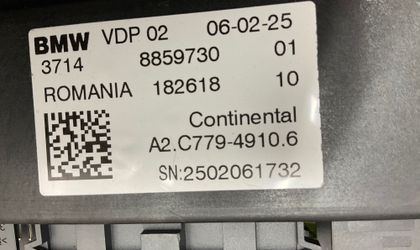 BMW VDP 02 06-02-25
3714 8859730 01
ROMANIA 182618 10
Continental
A2.C779-4910.6
SN:2502061732